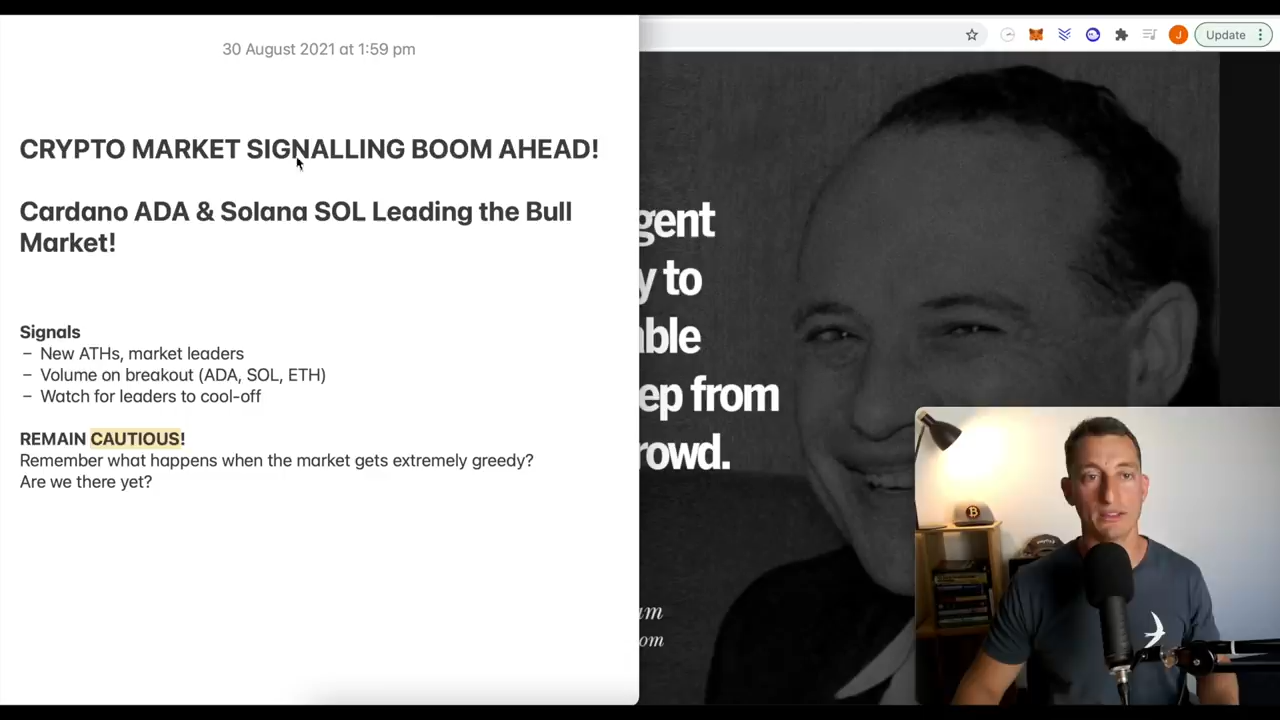 30 August 2021 at 1:59 pm
Update
J
CRYPTO MARKET SIGNALLING BOOM AHEAD!
Cardano ADA & Solana SOL Leading the Bull
Market!
Signals
- New ATHs, market leaders
- Volume on breakout (ADA, SOL, ETH)
- Watch for leaders to cool-off
REMAIN CAUTIOUS!
Remember what happens when the market gets extremely greedy?
Are we there yet?
gent
y to
ble
ep from
rowd.
om